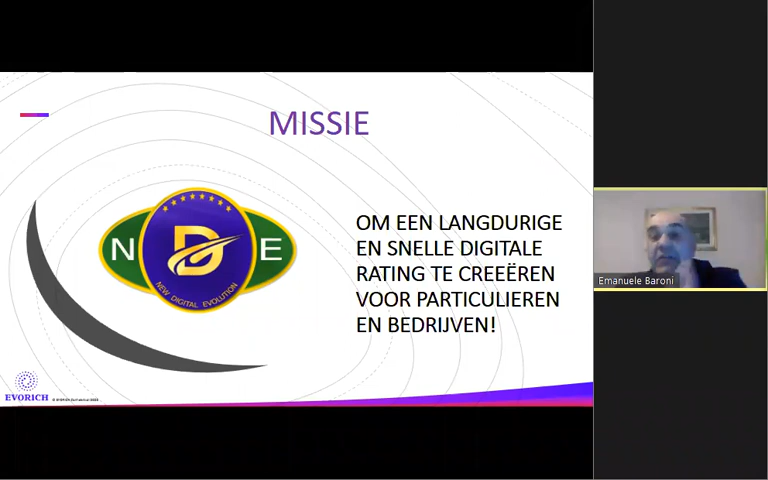 MISSIE
N D E
NEW DIGITAL EVOLUTION
OM EEN LANGDURIGE
EN SNELLE DIGITALE
RATING TE CREEËREN
VOOR PARTICULIEREN
EN BEDRIJVEN!
Emanuele Baroni
EVORICH